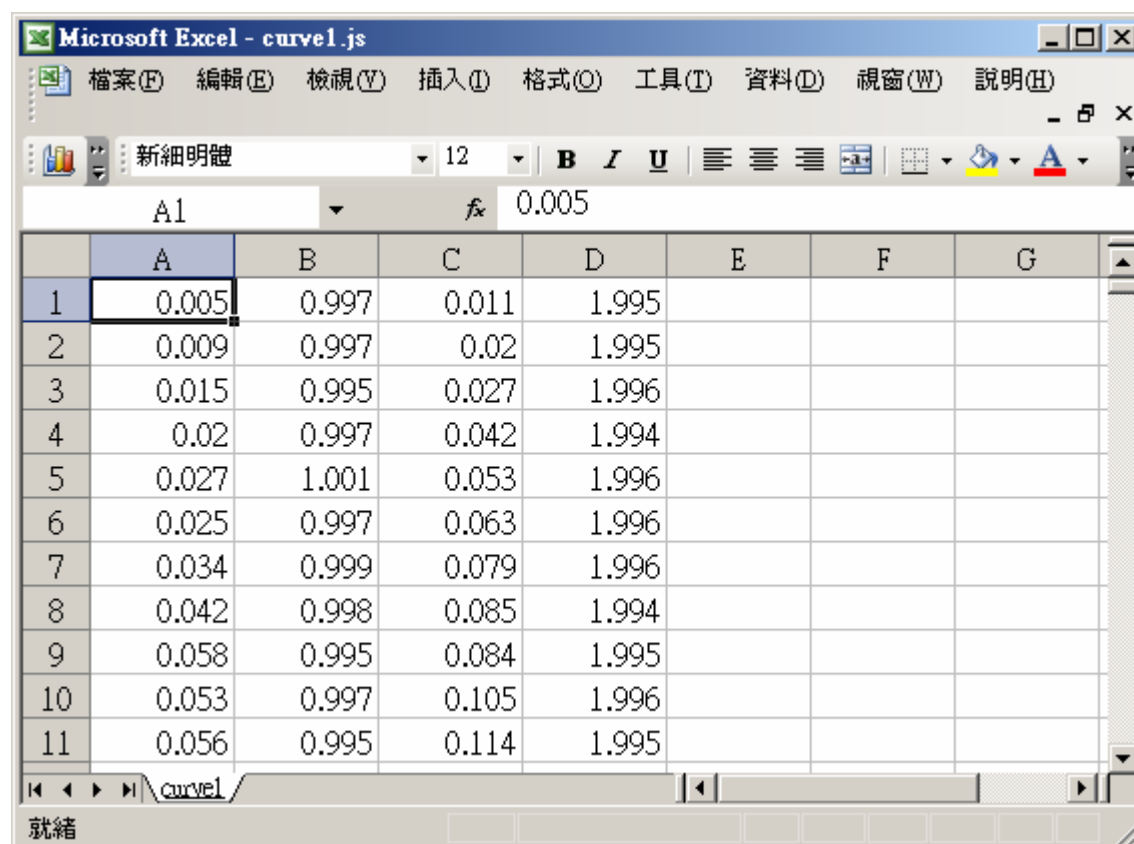 Microsoft Excel - curve1.js
檔案(F) 編輯(E) 檢視(V) 插入(I) 格式(O) 工具(T) 資料(D) 視窗(W) 說明(H)
新細明體 12 B I U A
A1 fx 0.005
A B C D E F G
1 0.005 0.997 0.011 1.995
2 0.009 0.997 0.02 1.995
3 0.015 0.995 0.027 1.996
4 0.02 0.997 0.042 1.994
5 0.027 1.001 0.053 1.996
6 0.025 0.997 0.063 1.996
7 0.034 0.999 0.079 1.996
8 0.042 0.998 0.085 1.994
9 0.058 0.995 0.084 1.995
10 0.053 0.997 0.105 1.996
11 0.056 0.995 0.114 1.995
curve1
就緒